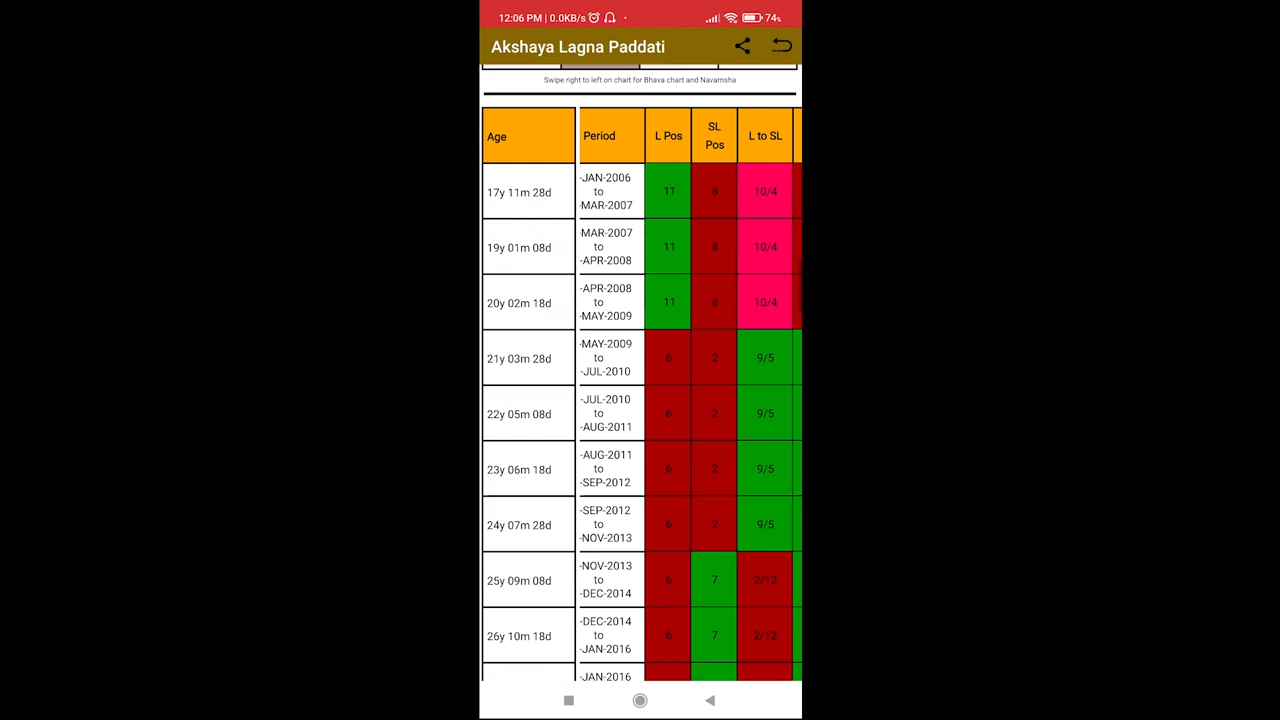 12:06 PM | 0.0KB/s
74%
Akshaya Lagna Paddati
Swipe right to left on chart for Bhava chart and Navamsha
Age
Period
L Pos
SL
Pos
L to SL
17y 11m 28d
-JAN-2006
to
-MAR-2007
11
8
10/4
19y 01m 08d
-MAR-2007
to
-APR-2008
11
8
10/4
20y 02m 18d
-APR-2008
to
-MAY-2009
11
8
10/4
21y 03m 28d
-MAY-2009
to
-JUL-2010
6
2
9/5
22y 05m 08d
-JUL-2010
to
-AUG-2011
6
2
9/5
23y 06m 18d
-AUG-2011
to
-SEP-2012
6
2
9/5
24y 07m 28d
-SEP-2012
to
-NOV-2013
6
2
9/5
25y 09m 08d
-NOV-2013
to
-DEC-2014
6
7
2/12
26y 10m 18d
-DEC-2014
to
-JAN-2016
6
7
2/12
-JAN-2016